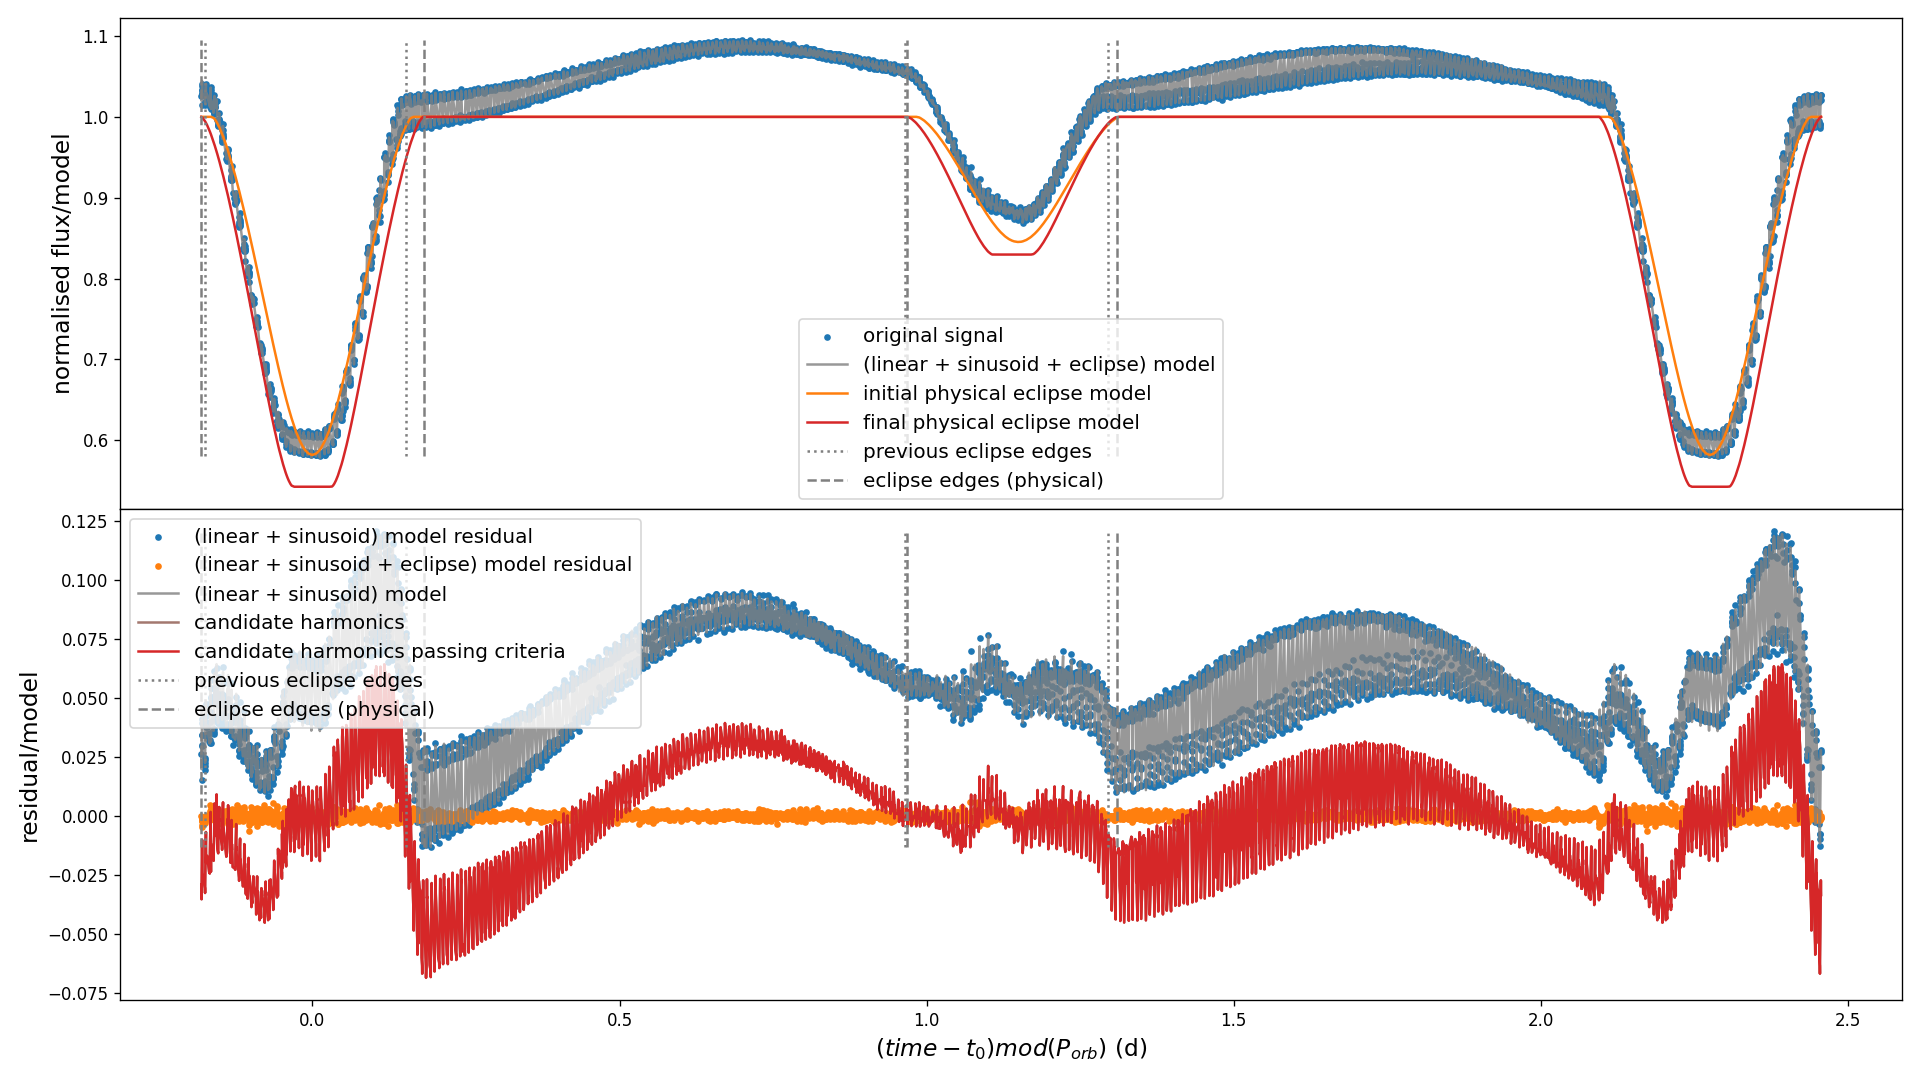 1.1
1.0
0.9
0.8
0.7
0.6
normalised flux/model
original signal
(linear + sinusoid + eclipse) model
initial physical eclipse model
final physical eclipse model
previous eclipse edges
eclipse edges (physical)
0.125
0.100
0.075
0.050
0.025
0.000
−0.025
−0.050
−0.075
residual/model
(linear + sinusoid) model residual
(linear + sinusoid + eclipse) model residual
(linear + sinusoid) model
candidate harmonics
candidate harmonics passing criteria
previous eclipse edges
eclipse edges (physical)
0.0 0.5 1.0 1.5 2.0 2.5
(time − t₀)mod(P_orb) (d)